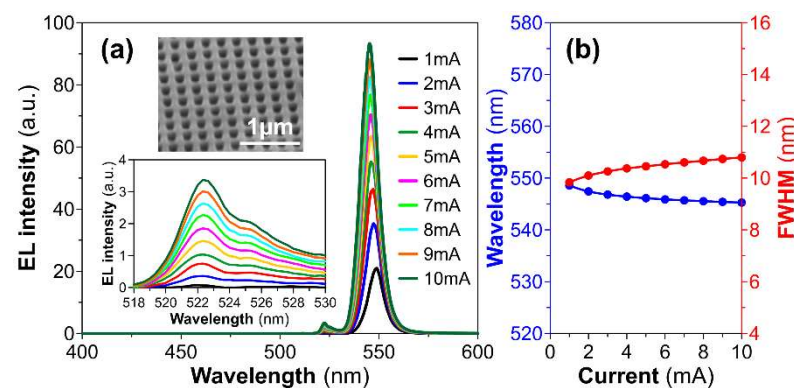 (a)
EL intensity (a.u.)
100
80
60
40
20
0
1μm
EL intensity (a.u.)
4
3
2
1
0
518 520 522 524 526 528 530
Wavelength (nm)
1mA
2mA
3mA
4mA
5mA
6mA
7mA
8mA
9mA
10mA
400 450 500 550 600
Wavelength (nm)
(b)
Wavelength (nm)
580
570
560
550
540
530
520
16
14
12
10
8
6
4
FWHM (nm)
0 2 4 6 8 10
Current (mA)